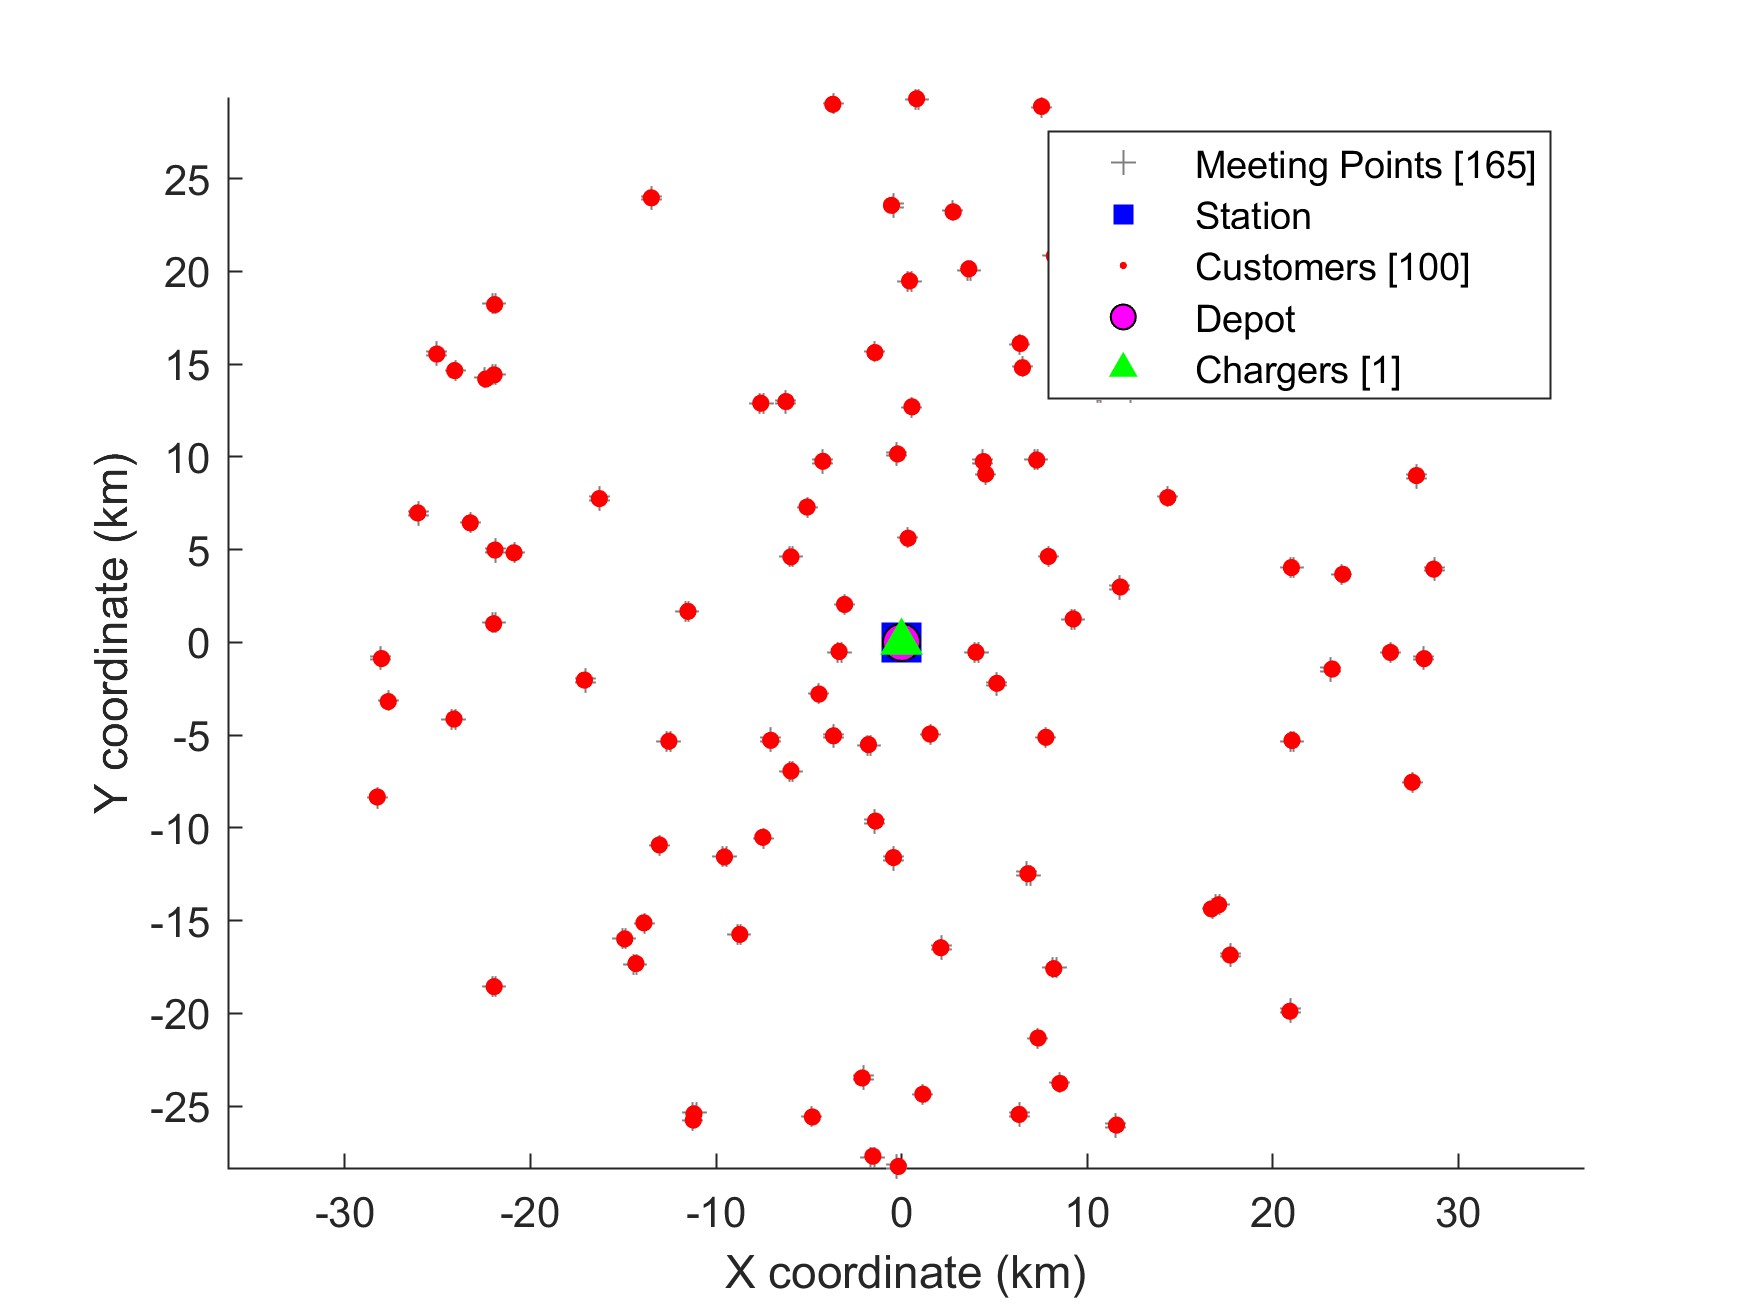 25
20
15
10
5
0
-5
-10
-15
-20
-25
Y coordinate (km)
Meeting Points [165]
Station
Customers [100]
Depot
Chargers [1]
-30 -20 -10 0 10 20 30
X coordinate (km)